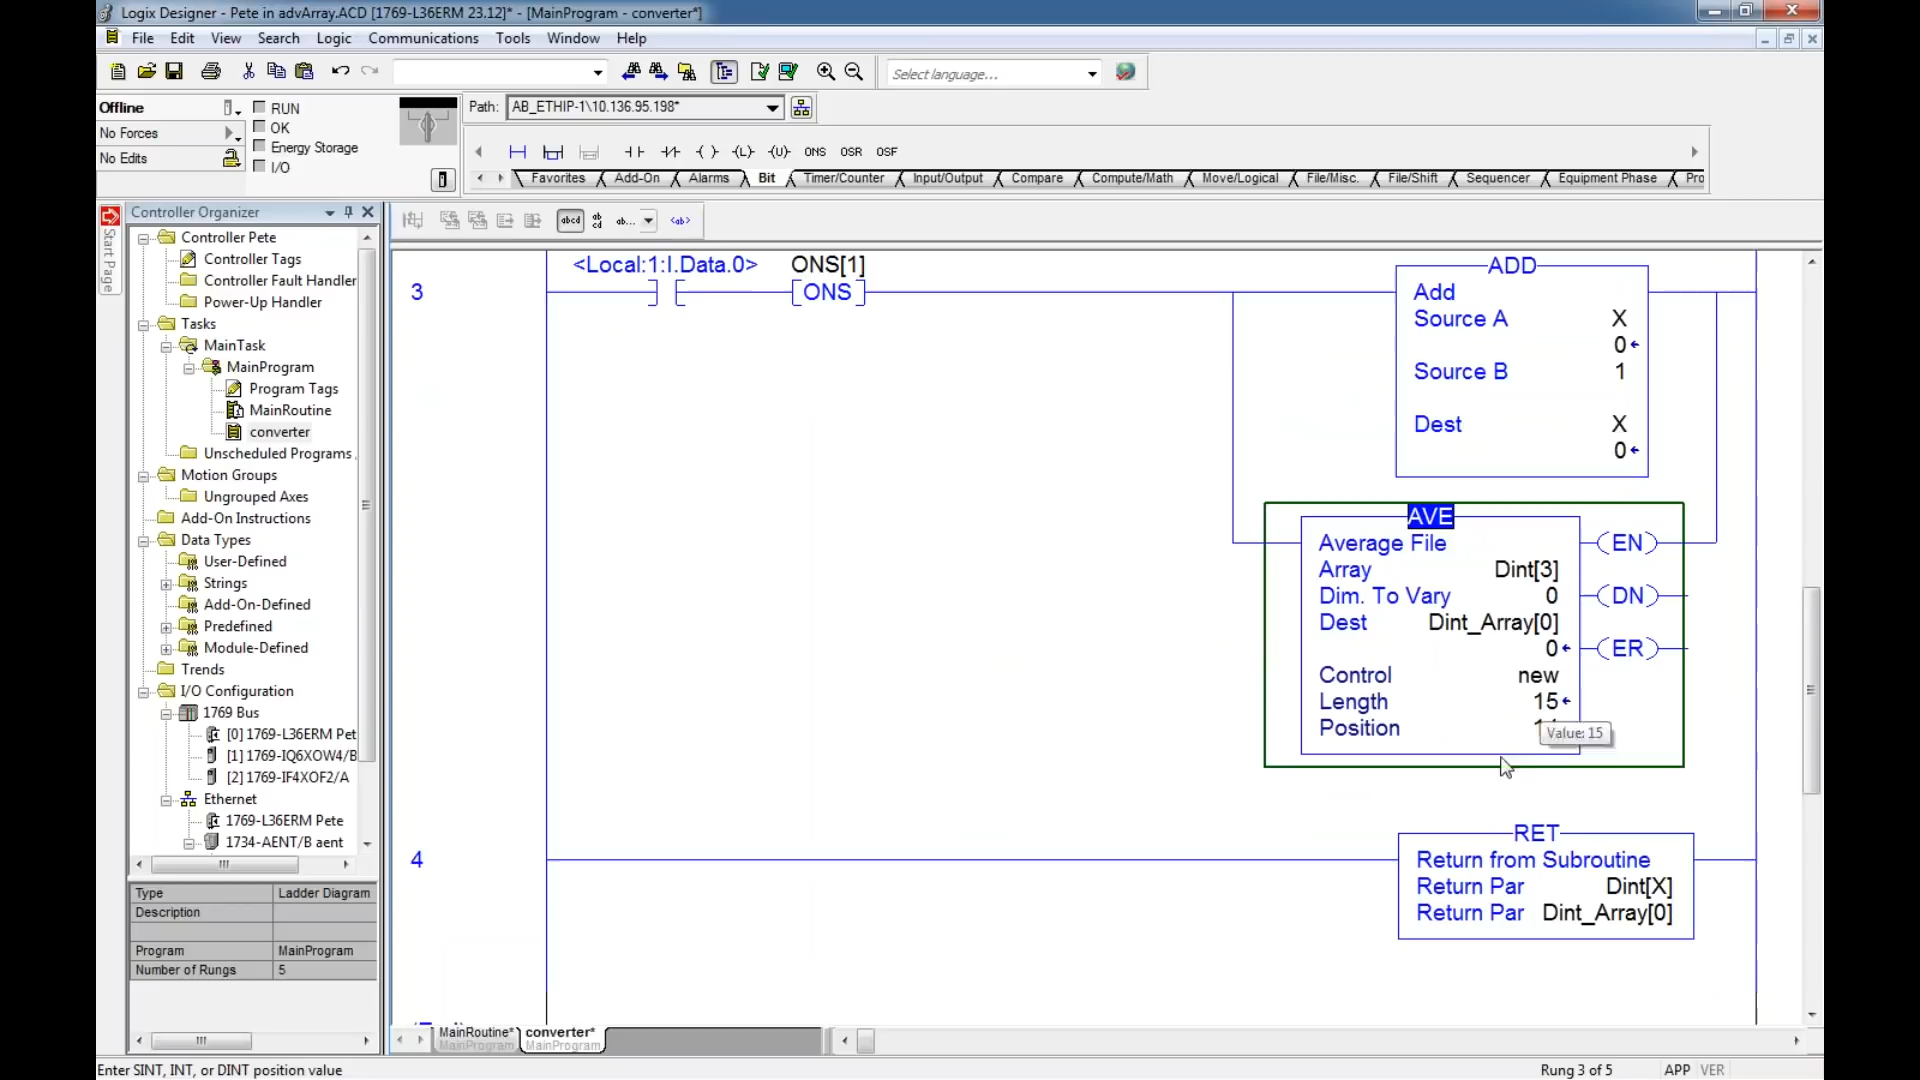 Logix Designer - Pete in advArray.ACD [1769-L36ERM 23.12]* - [MainProgram - converter*]
File Edit View Search Logic Communications Tools Window Help
Select language...
Offline
RUN
No Forces
OK
No Edits
Energy Storage
I/O
Path: AB_ETHIP-1\10.136.95.198*
(L) (U) ONS OSR OSF
Favorites Add-On Alarms Bit Timer/Counter Input/Output Compare Compute/Math Move/Logical File/Misc. File/Shift Sequencer Equipment Phase Pro
Start Page
Controller Organizer
abcd ab cd ab... <ab>
Controller Pete
Controller Tags
Controller Fault Handler
Power-Up Handler
Tasks
MainTask
MainProgram
Program Tags
MainRoutine
converter
Unscheduled Programs
Motion Groups
Ungrouped Axes
Add-On Instructions
Data Types
User-Defined
Strings
Add-On-Defined
Predefined
Module-Defined
Trends
I/O Configuration
1769 Bus
[0] 1769-L36ERM Pet
[1] 1769-IQ6XOW4/B
[2] 1769-IF4XOF2/A
Ethernet
1769-L36ERM Pete
1734-AENT/B aent
Type Ladder Diagram
Description
Program MainProgram
Number of Rungs 5
3
<Local:1:I.Data.0>
ONS[1]
ONS
ADD
Add
Source A X
0
Source B 1
Dest X
0
AVE
Average File
Array Dint[3]
Dim. To Vary 0
Dest Dint_Array[0]
0
Control new
Length 15
Position
EN
DN
ER
Value: 15
4
RET
Return from Subroutine
Return Par Dint[X]
Return Par Dint_Array[0]
MainRoutine* converter*
MainProgram MainProgram
Enter SINT, INT, or DINT position value
Rung 3 of 5 APP VER